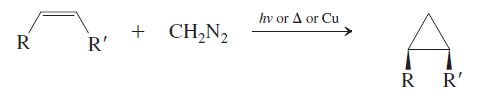 hν or Δ or Cu
R R′ + CH₂N₂
R R′